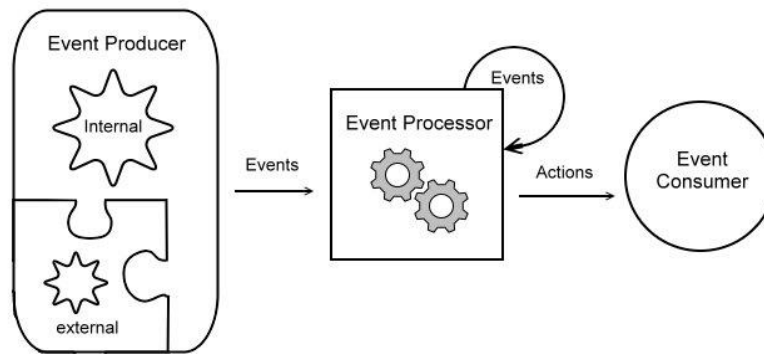 Event Producer
Internal
external
Events
Event Processor
Events
Actions
Event
Consumer